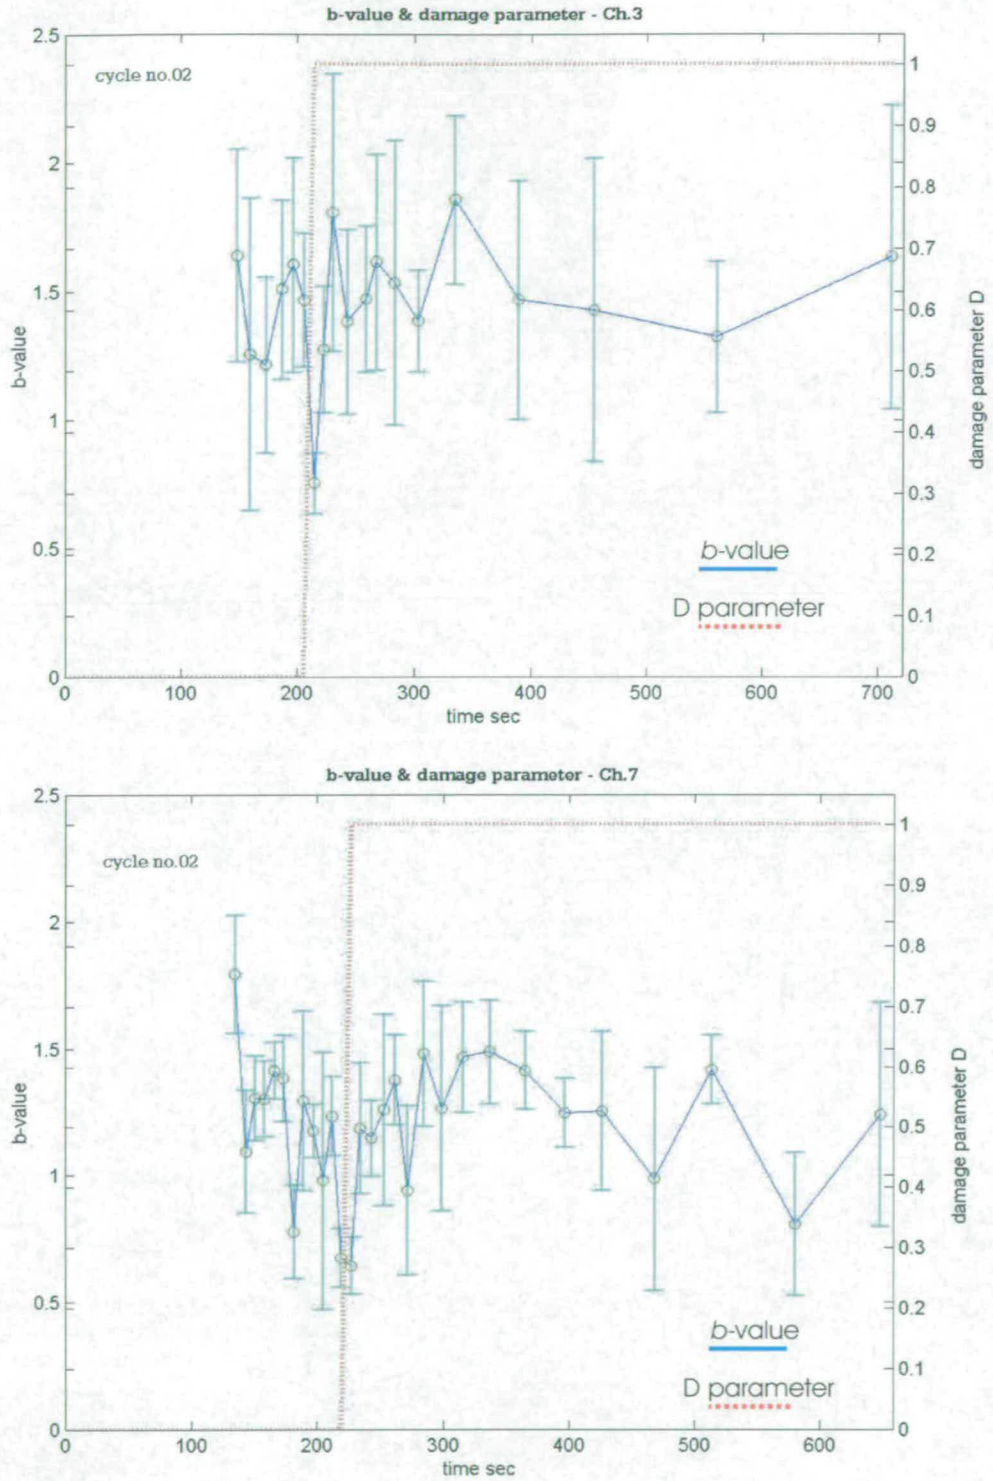 b-value & damage parameter - Ch.3
2.5
cycle no.02
1
0.9
2
0.8
0.7
1.5
0.6
b-value
damage parameter D
0.5
1
0.4
0.3
b-value
0.5
0.2
D parameter
0.1
0
0
0 100 200 300 400 500 600 700
time sec
b-value & damage parameter - Ch.7
2.5
1
cycle no.02
0.9
2
0.8
0.7
1.5
0.6
b-value
damage parameter D
0.5
1
0.4
0.3
0.5
0.2
b-value
0.1
D parameter
0
0
0 100 200 300 400 500 600
time sec